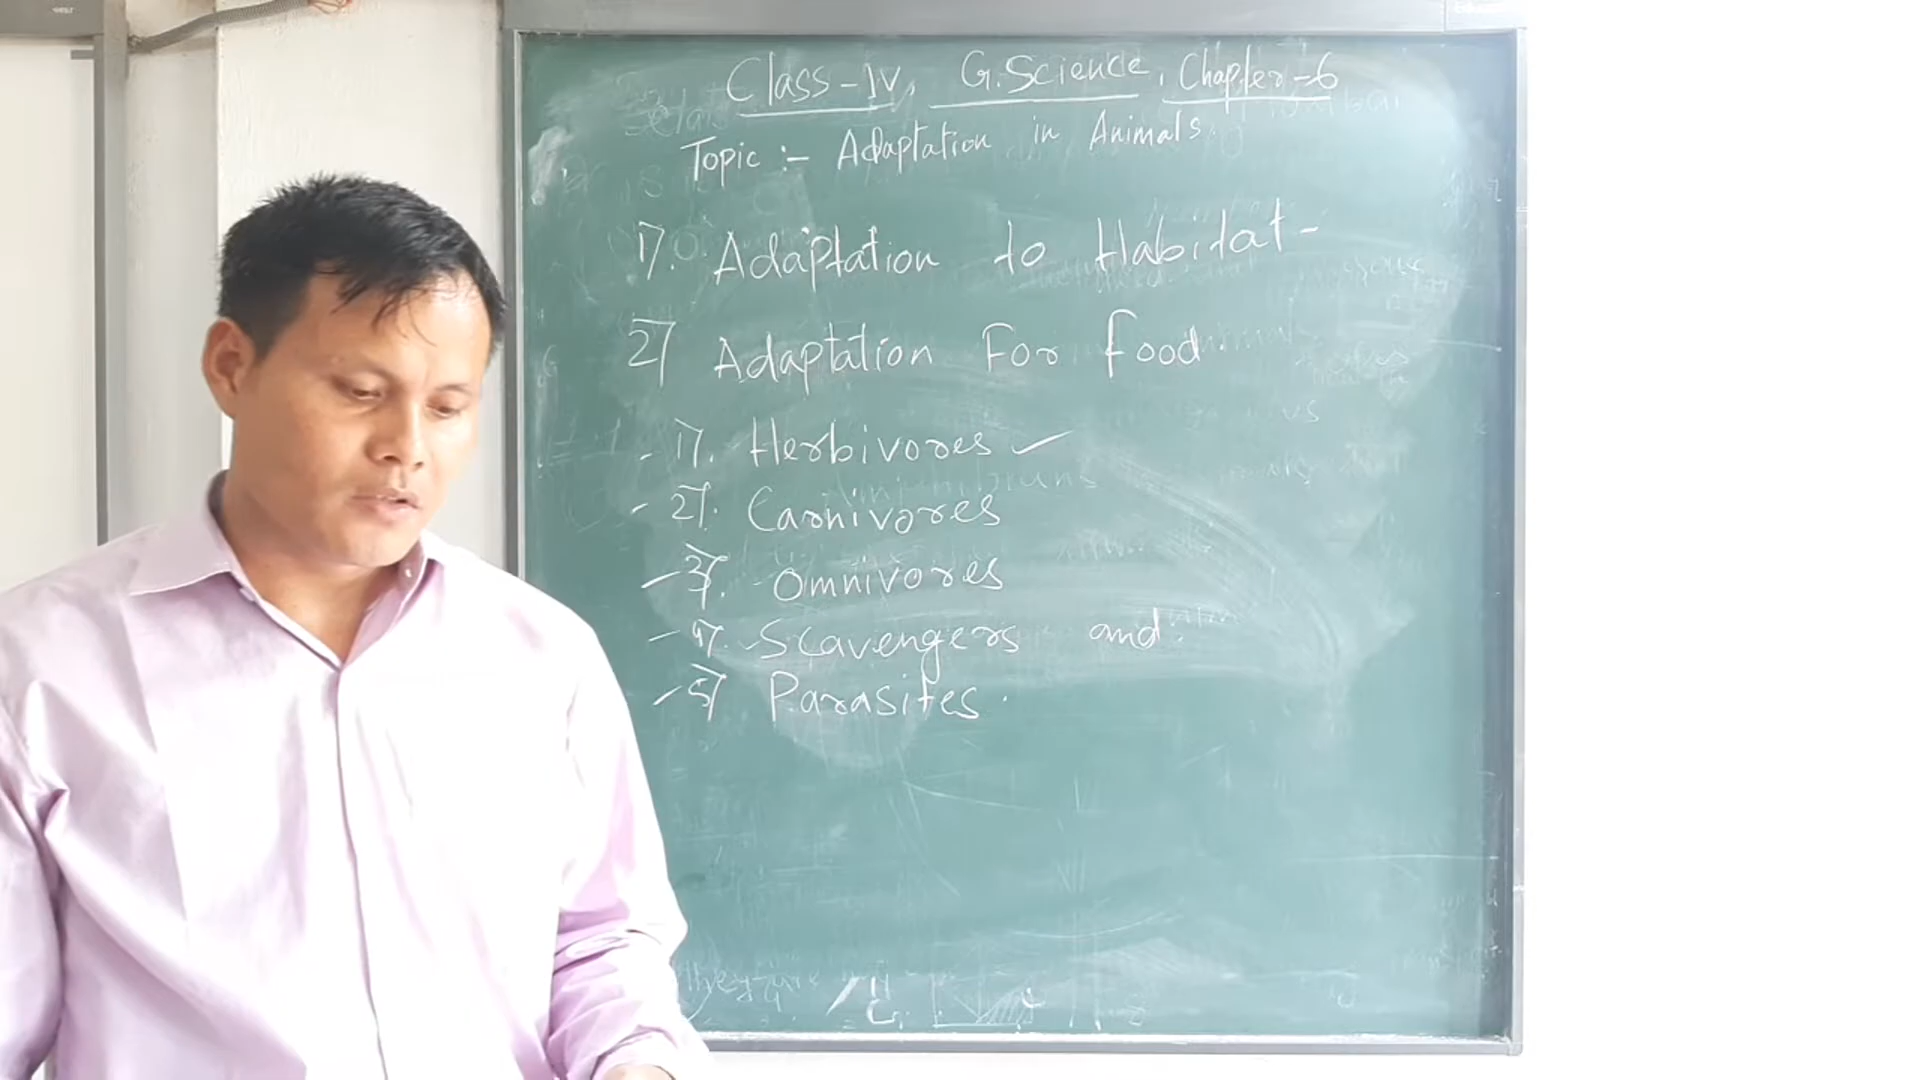 Class-IV, G.Science, Chapter-6
Topic :- Adaptation in Animals
1). Adaptation to Habitat-
2) Adaptation For food.
- 1). Herbivores ✓
- 2). Carnivores
- 3). Omnivores
- 4). Scavengers and
- 5) Parasites.